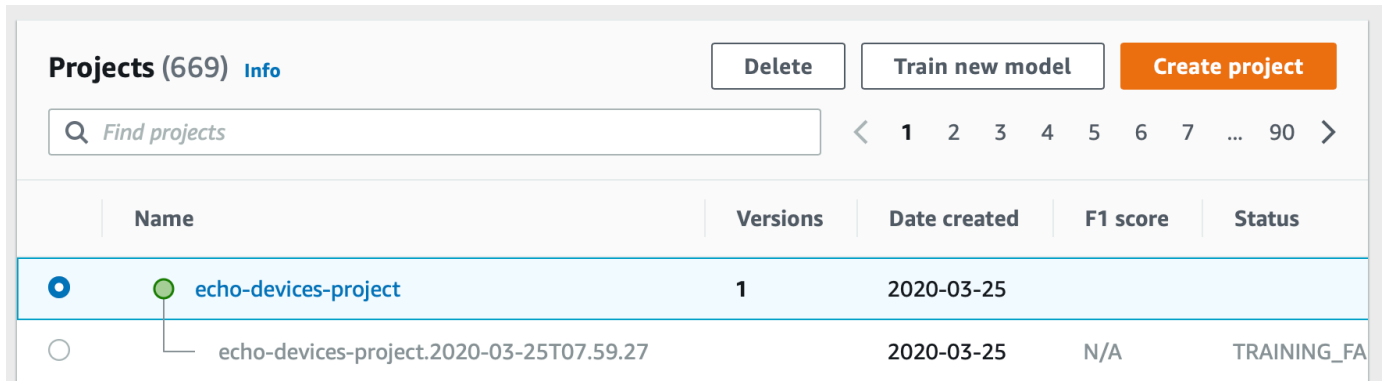 Projects (669) Info
Delete
Train new model
Create project
Find projects
1 2 3 4 5 6 7 ... 90
Name Versions Date created F1 score Status
echo-devices-project 1 2020-03-25
echo-devices-project.2020-03-25T07.59.27 2020-03-25 N/A TRAINING_FA